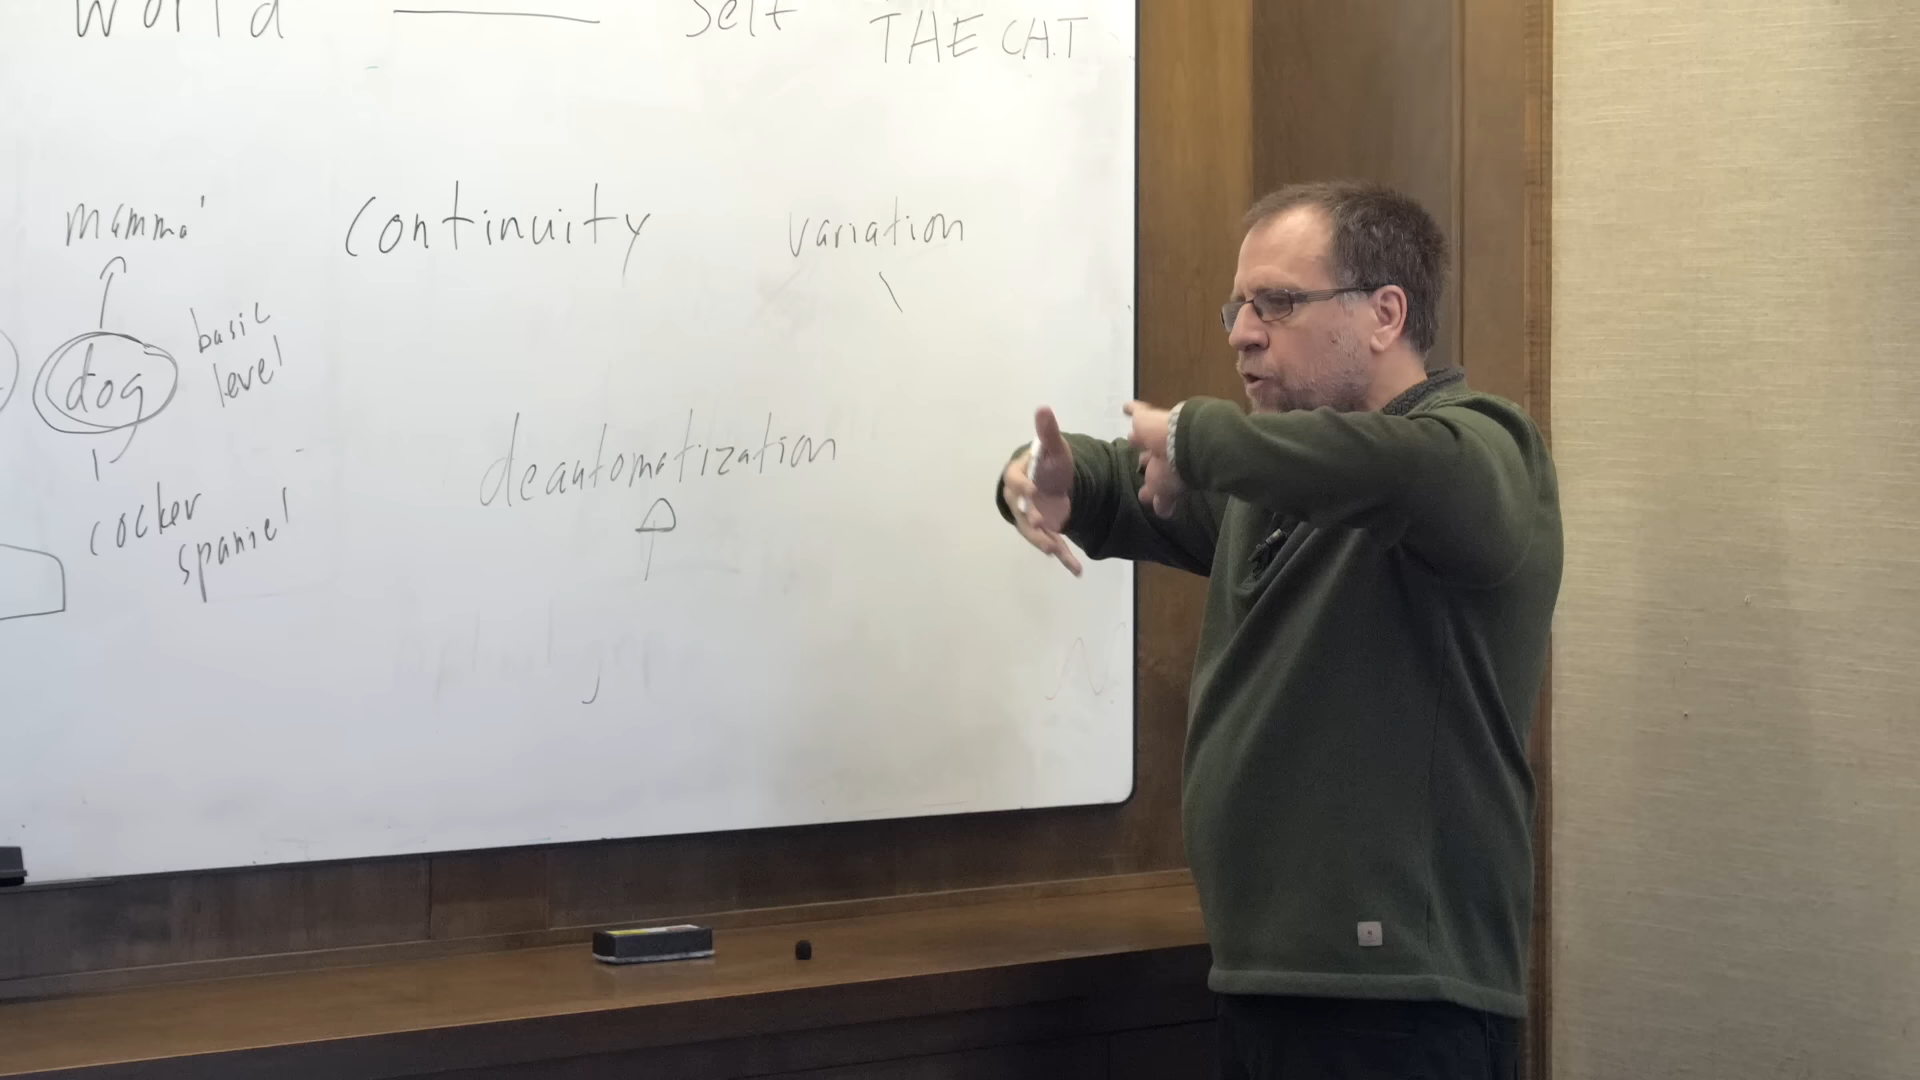 World ——— Self
THE CAT
mammal
continuity
variation
dog
basic
level
deautomatization
cocker
spaniel